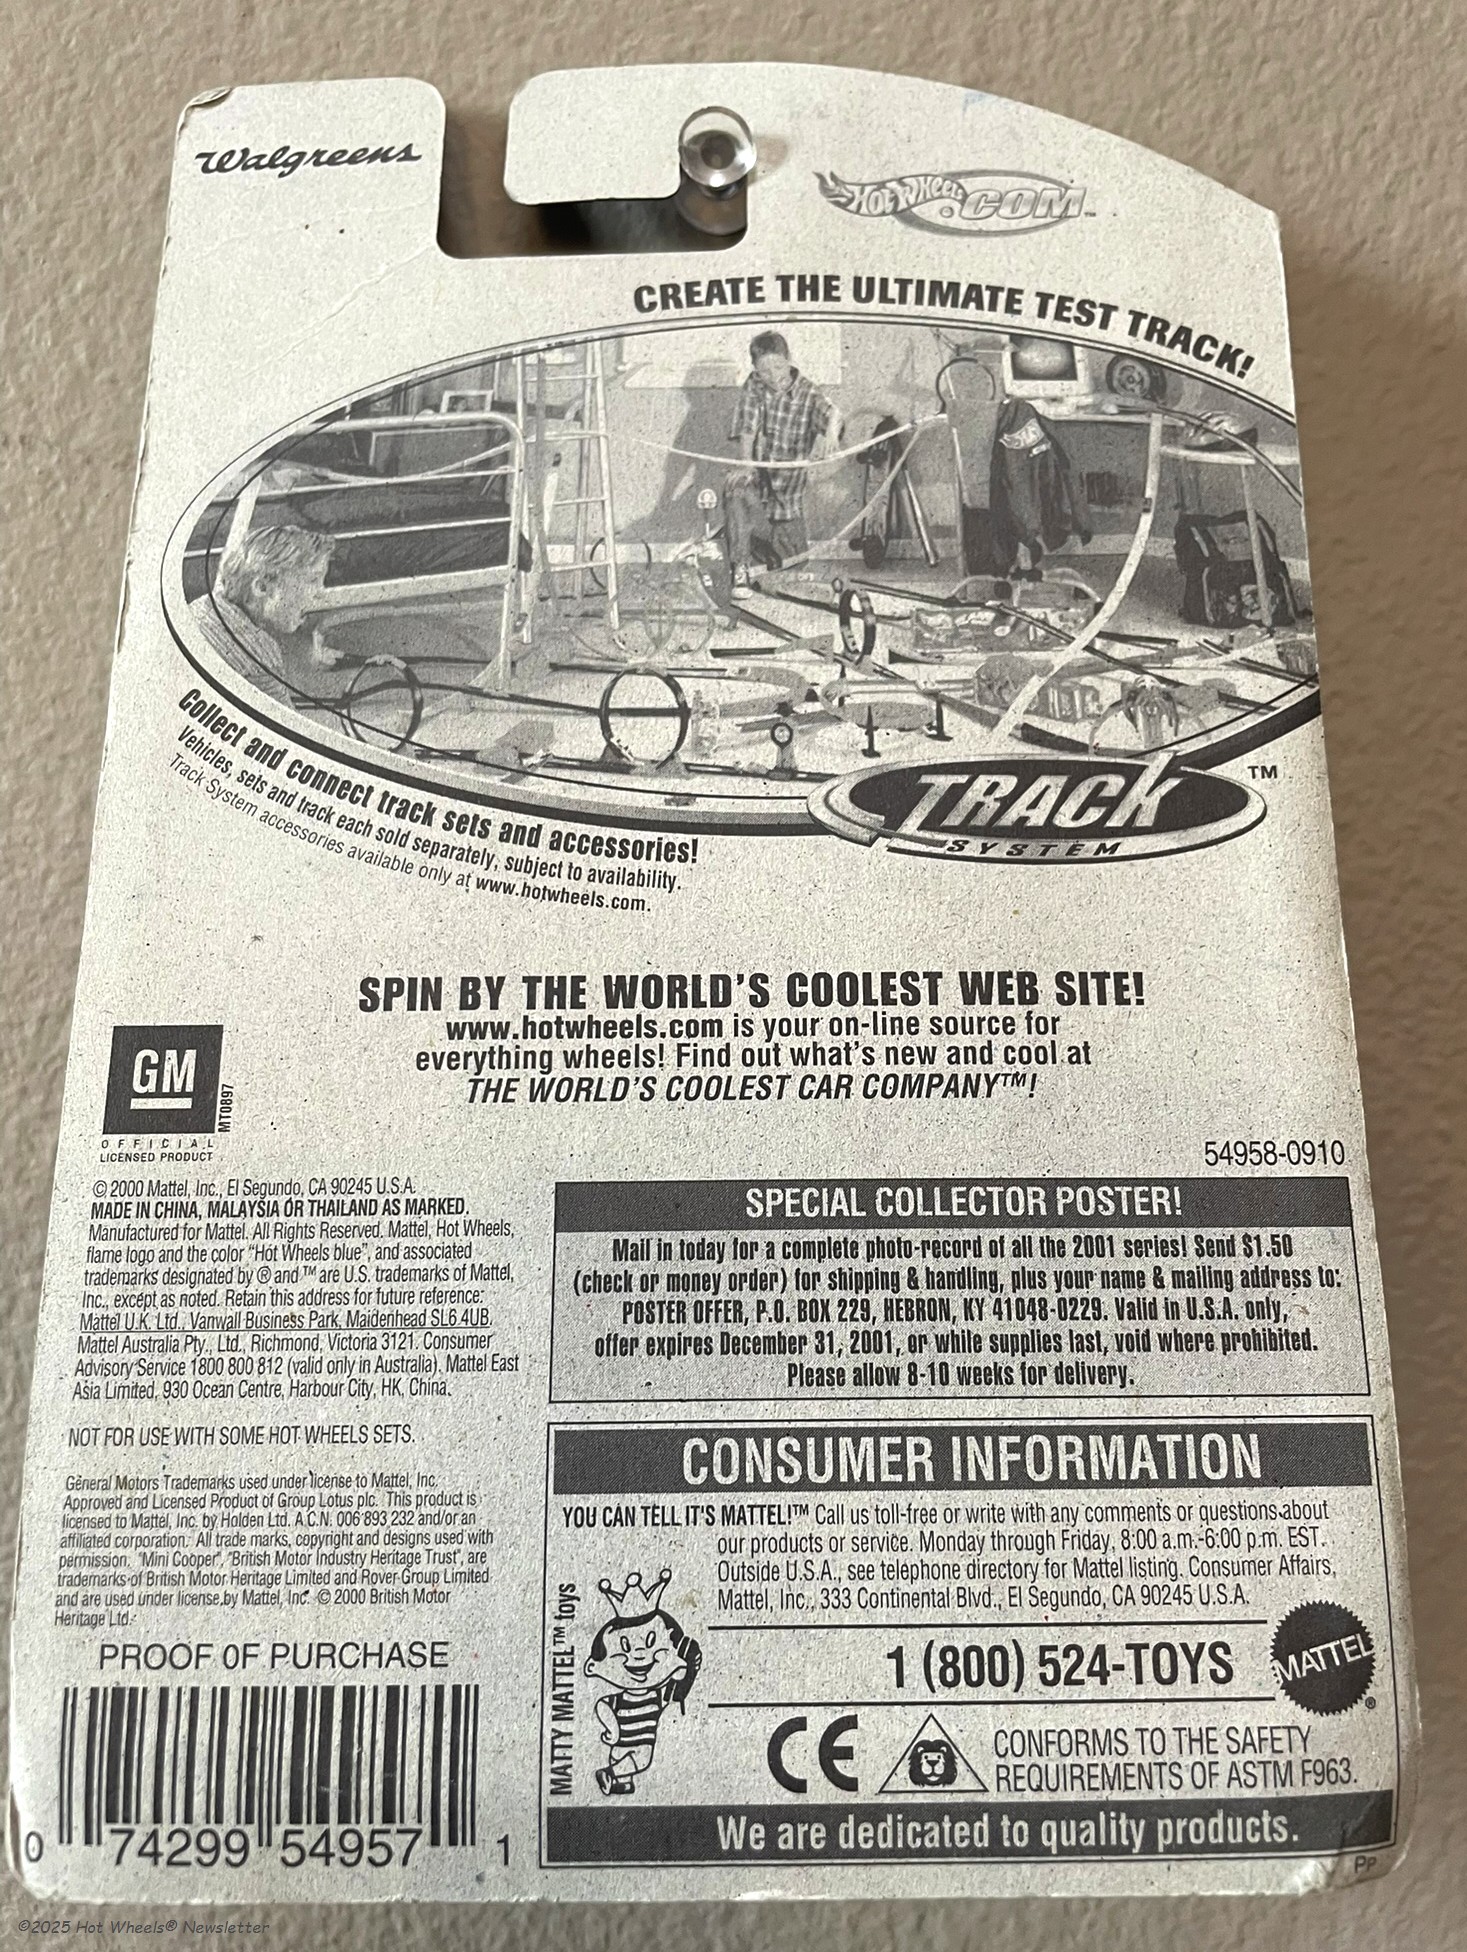 Walgreens
HOT WHEELS.COM™
CREATE THE ULTIMATE TEST TRACK!
Collect and connect track sets and accessories!
Vehicles, sets and track each sold separately, subject to availability.
Track System accessories available only at www.hotwheels.com.
TRACK™
SYSTEM
SPIN BY THE WORLD'S COOLEST WEB SITE!
www.hotwheels.com is your on-line source for
everything wheels! Find out what's new and cool at
THE WORLD'S COOLEST CAR COMPANY™!
GM
MT0897
OFFICIAL
LICENSED PRODUCT
54958-0910
© 2000 Mattel, Inc., El Segundo, CA 90245 U.S.A.
MADE IN CHINA, MALAYSIA OR THAILAND AS MARKED.
Manufactured for Mattel. All Rights Reserved. Mattel, Hot Wheels,
flame logo and the color "Hot Wheels blue", and associated
trademarks designated by ® and ™ are U.S. trademarks of Mattel,
Inc., except as noted. Retain this address for future reference:
Mattel U.K. Ltd., Vanwall Business Park, Maidenhead SL6 4UB.
Mattel Australia Pty., Ltd., Richmond, Victoria 3121. Consumer
Advisory Service 1800 800 812 (valid only in Australia). Mattel East
Asia Limited, 930 Ocean Centre, Harbour City, HK, China.
NOT FOR USE WITH SOME HOT WHEELS SETS.
General Motors Trademarks used under license to Mattel, Inc.
Approved and Licensed Product of Group Lotus plc. This product is
licensed to Mattel, Inc. by Holden Ltd. A.C.N. 006 893 232 and/or an
affiliated corporation. All trade marks, copyright and designs used with
permission. "Mini Cooper", "British Motor Industry Heritage Trust", are
trademarks of British Motor Heritage Limited and Rover Group Limited
and are used under license by Mattel, Inc. © 2000 British Motor
Heritage Ltd.
PROOF OF PURCHASE
0 74299 54957 1
SPECIAL COLLECTOR POSTER!
Mail in today for a complete photo-record of all the 2001 series! Send $1.50
(check or money order) for shipping & handling, plus your name & mailing address to:
POSTER OFFER, P.O. BOX 229, HEBRON, KY 41048-0229. Valid in U.S.A. only,
offer expires December 31, 2001, or while supplies last, void where prohibited.
Please allow 8-10 weeks for delivery.
CONSUMER INFORMATION
YOU CAN TELL IT'S MATTEL!™ Call us toll-free or write with any comments or questions about
our products or service. Monday through Friday, 8:00 a.m.-6:00 p.m. EST.
Outside U.S.A., see telephone directory for Mattel listing. Consumer Affairs,
Mattel, Inc., 333 Continental Blvd., El Segundo, CA 90245 U.S.A.
MATTY MATTEL™ toys
1 (800) 524-TOYS
MATTEL®
CE
CONFORMS TO THE SAFETY
REQUIREMENTS OF ASTM F963.
We are dedicated to quality products.
PP
©2025 Hot Wheels® Newsletter